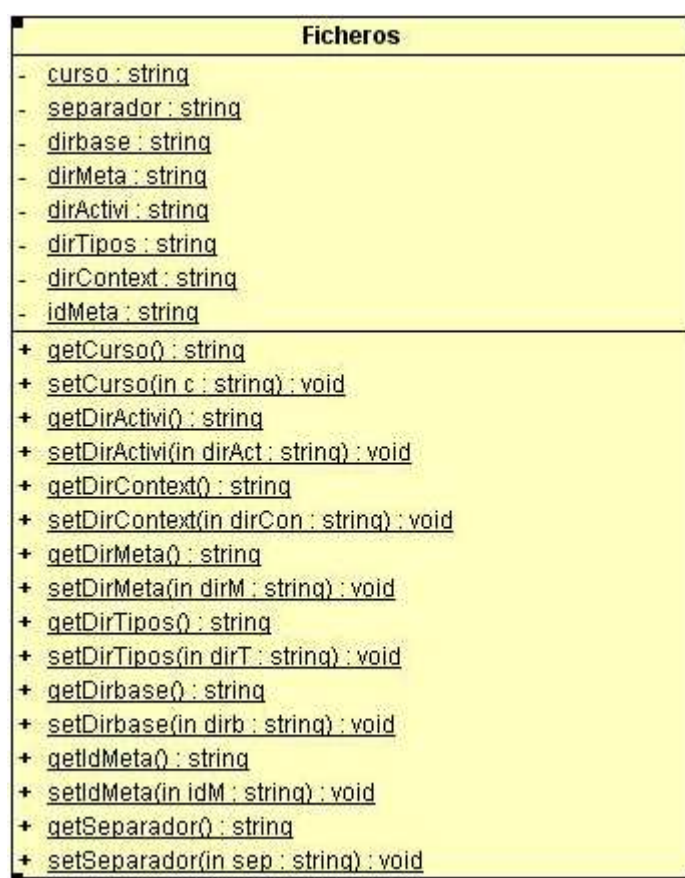 Ficheros
- curso : string
- separador : string
- dirbase : string
- dirMeta : string
- dirActivi : string
- dirTipos : string
- dirContext : string
- idMeta : string
+ getCurso() : string
+ setCurso(in c : string) : void
+ getDirActivi() : string
+ setDirActivi(in dirAct : string) : void
+ getDirContext() : string
+ setDirContext(in dirCon : string) : void
+ getDirMeta() : string
+ setDirMeta(in dirM : string) : void
+ getDirTipos() : string
+ setDirTipos(in dirT : string) : void
+ getDirbase() : string
+ setDirbase(in dirb : string) : void
+ getIdMeta() : string
+ setIdMeta(in idM : string) : void
+ getSeparador() : string
+ setSeparador(in sep : string) : void